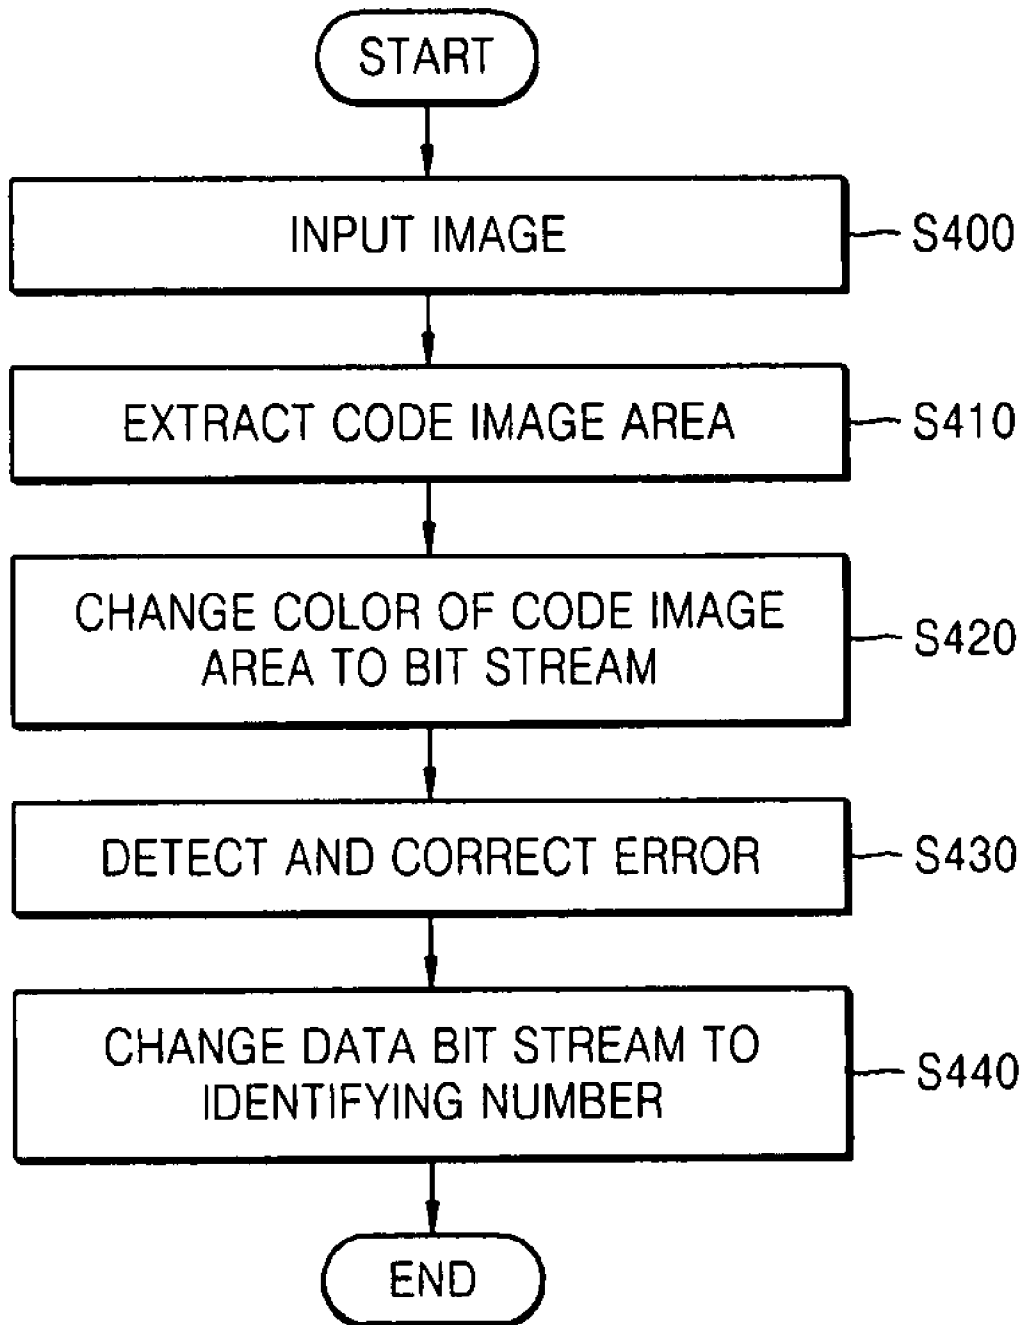 START
INPUT IMAGE
S400
EXTRACT CODE IMAGE AREA
S410
CHANGE COLOR OF CODE IMAGE
AREA TO BIT STREAM
S420
DETECT AND CORRECT ERROR
S430
CHANGE DATA BIT STREAM TO
IDENTIFYING NUMBER
S440
END